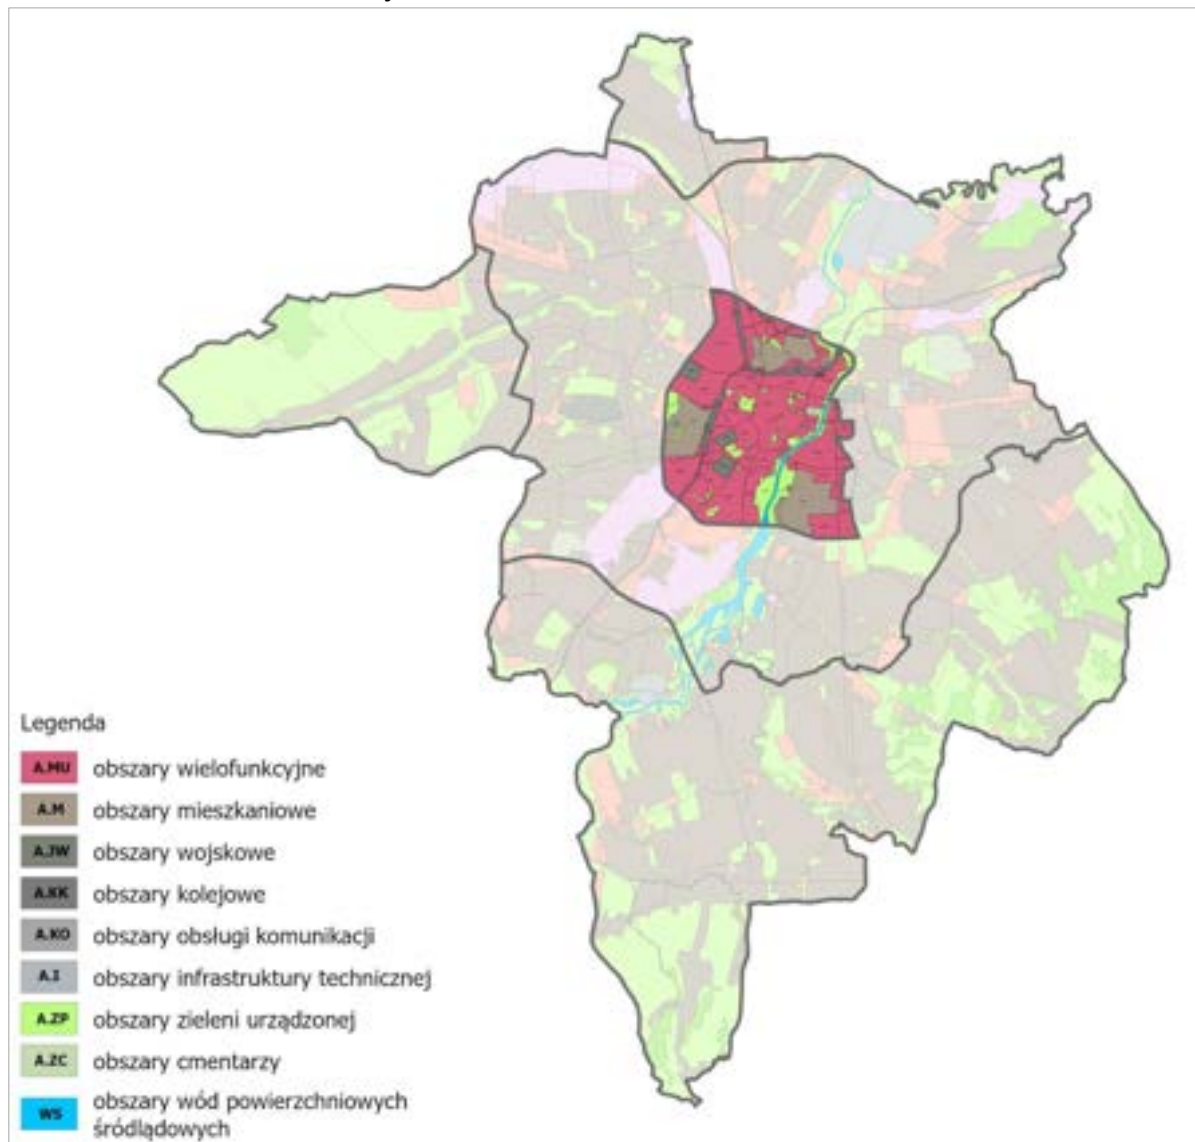 Legenda
A.MU obszary wielofunkcyjne
A.M obszary mieszkaniowe
A.JW obszary wojskowe
A.KK obszary kolejowe
A.KO obszary obsługi komunikacji
A.I obszary infrastruktury technicznej
A.ZP obszary zieleni urządzonej
A.ZC obszary cmentarzy
WS obszary wód powierzchniowych
śródlądowych